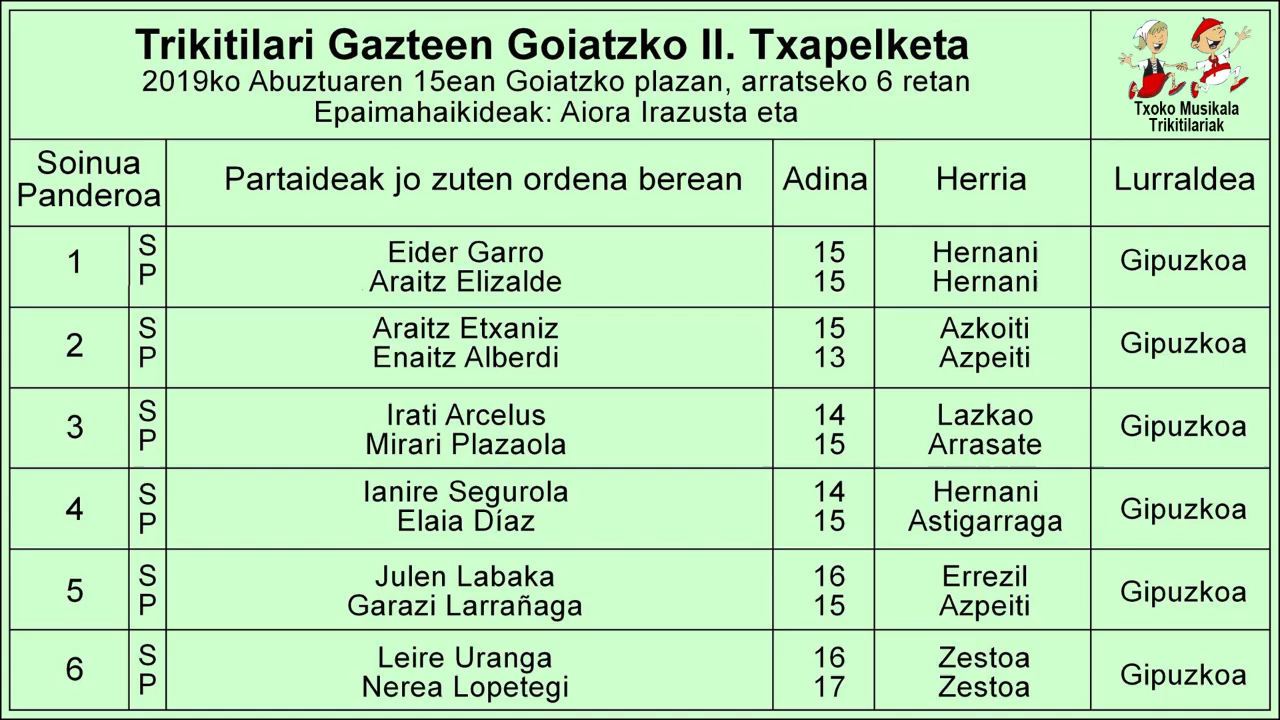 Trikitilari Gazteen Goiatzko II. Txapelketa
2019ko Abuztuaren 15ean Goiatzko plazan, arratseko 6 retan
Epaimahaikideak: Aiora Irazusta eta
Txoko Musikala
Trikitilariak
Soinua
Panderoa
Partaideak jo zuten ordena berean
Adina
Herria
Lurraldea
1 S Eider Garro 15 Hernani Gipuzkoa
P Araitz Elizalde 15 Hernani
2 S Araitz Etxaniz 15 Azkoiti Gipuzkoa
P Enaitz Alberdi 13 Azpeiti
3 S Irati Arcelus 14 Lazkao Gipuzkoa
P Mirari Plazaola 15 Arrasate
4 S Ianire Segurola 14 Hernani Gipuzkoa
P Elaia Díaz 15 Astigarraga
5 S Julen Labaka 16 Errezil Gipuzkoa
P Garazi Larrañaga 15 Azpeiti
6 S Leire Uranga 16 Zestoa Gipuzkoa
P Nerea Lopetegi 17 Zestoa